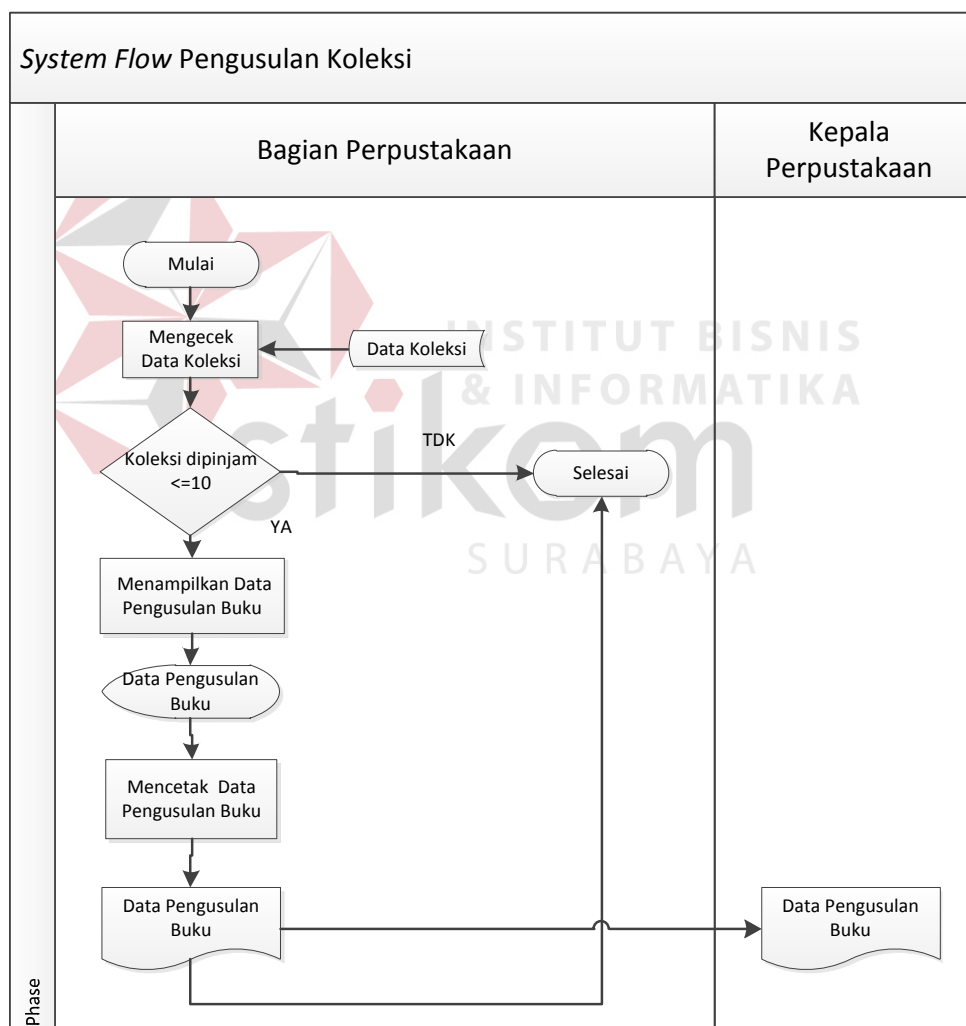 System Flow Pengusulan Koleksi
Bagian Perpustakaan
Kepala
Perpustakaan
Phase
Mulai
Mengecek
Data Koleksi
Data Koleksi
INSTITUT BISNIS
& INFORMATIKA
stikom
SURABAYA
Koleksi dipinjam
<=10
TDK
Selesai
YA
Menampilkan Data
Pengusulan Buku
Data Pengusulan
Buku
Mencetak Data
Pengusulan Buku
Data Pengusulan
Buku
Data Pengusulan
Buku